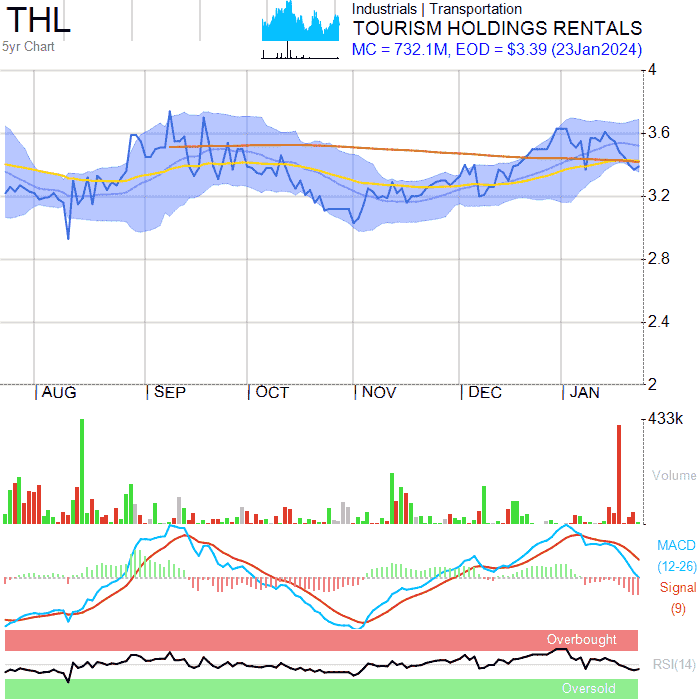 THL
5yr Chart
Industrials | Transportation
TOURISM HOLDINGS RENTALS
MC = 732.1M, EOD = $3.39 (23Jan2024)
4
3.6
3.2
2.8
2.4
2
AUG SEP OCT NOV DEC JAN
433k
Volume
MACD
(12-26)
Signal
(9)
Overbought
RSI(14)
Oversold